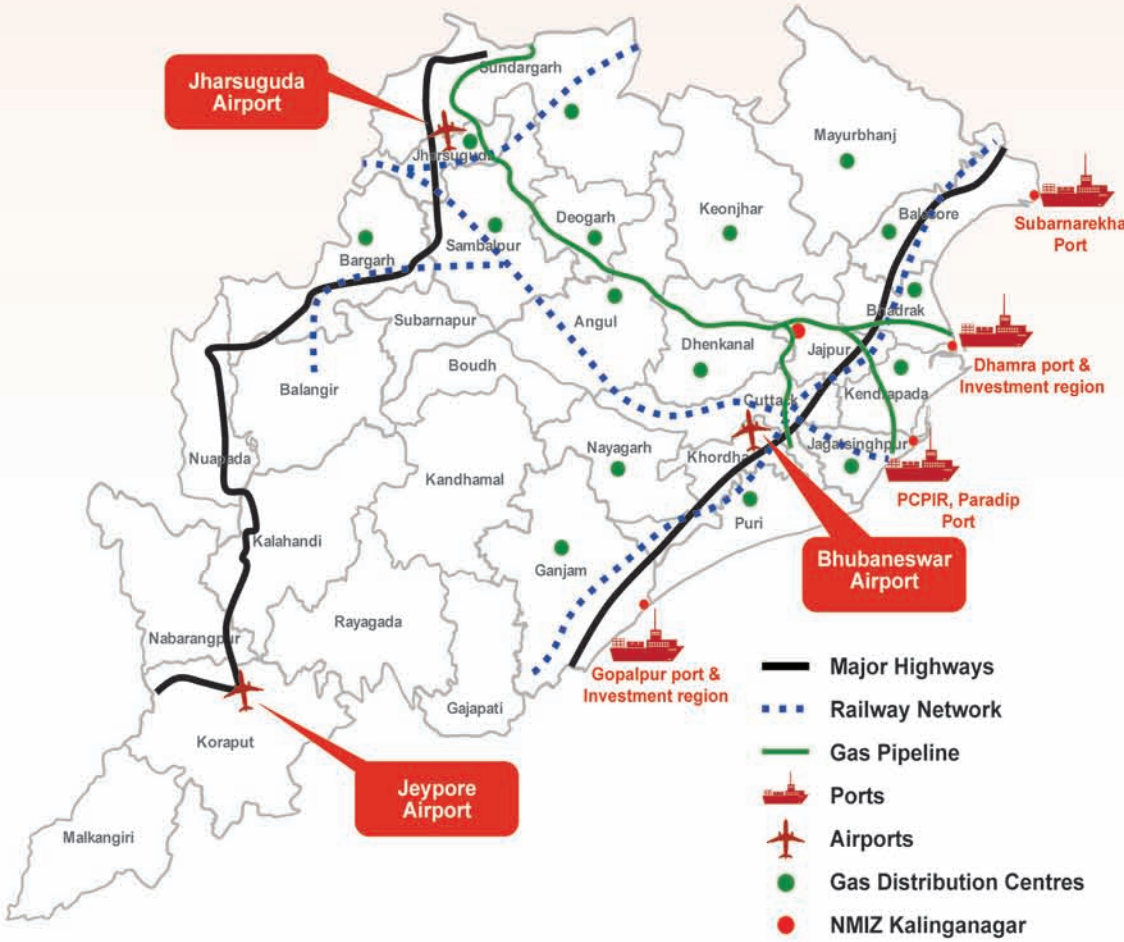 Jharsuguda
Airport
Sundargarh
Jharsuguda
Mayurbhanj
Deogarh
Keonjhar
Balasore
Subarnarekha
Port
Sambalpur
Bargarh
Subarnapur
Angul
Bhadrak
Dhenkanal
Jajpur
Boudh
Balangir
Dhamra port &
Investment region
Kendrapada
Cuttack
Nayagarh
Khordha
Jagatsinghpur
Nuapada
Kandhamal
PCPIR, Paradip
Port
Puri
Kalahandi
Ganjam
Bhubaneswar
Airport
Rayagada
Nabarangpur
Gopalpur port &
Investment region
Gajapati
Koraput
Jeypore
Airport
Malkangiri
Major Highways
Railway Network
Gas Pipeline
Ports
Airports
Gas Distribution Centres
NMIZ Kalinganagar